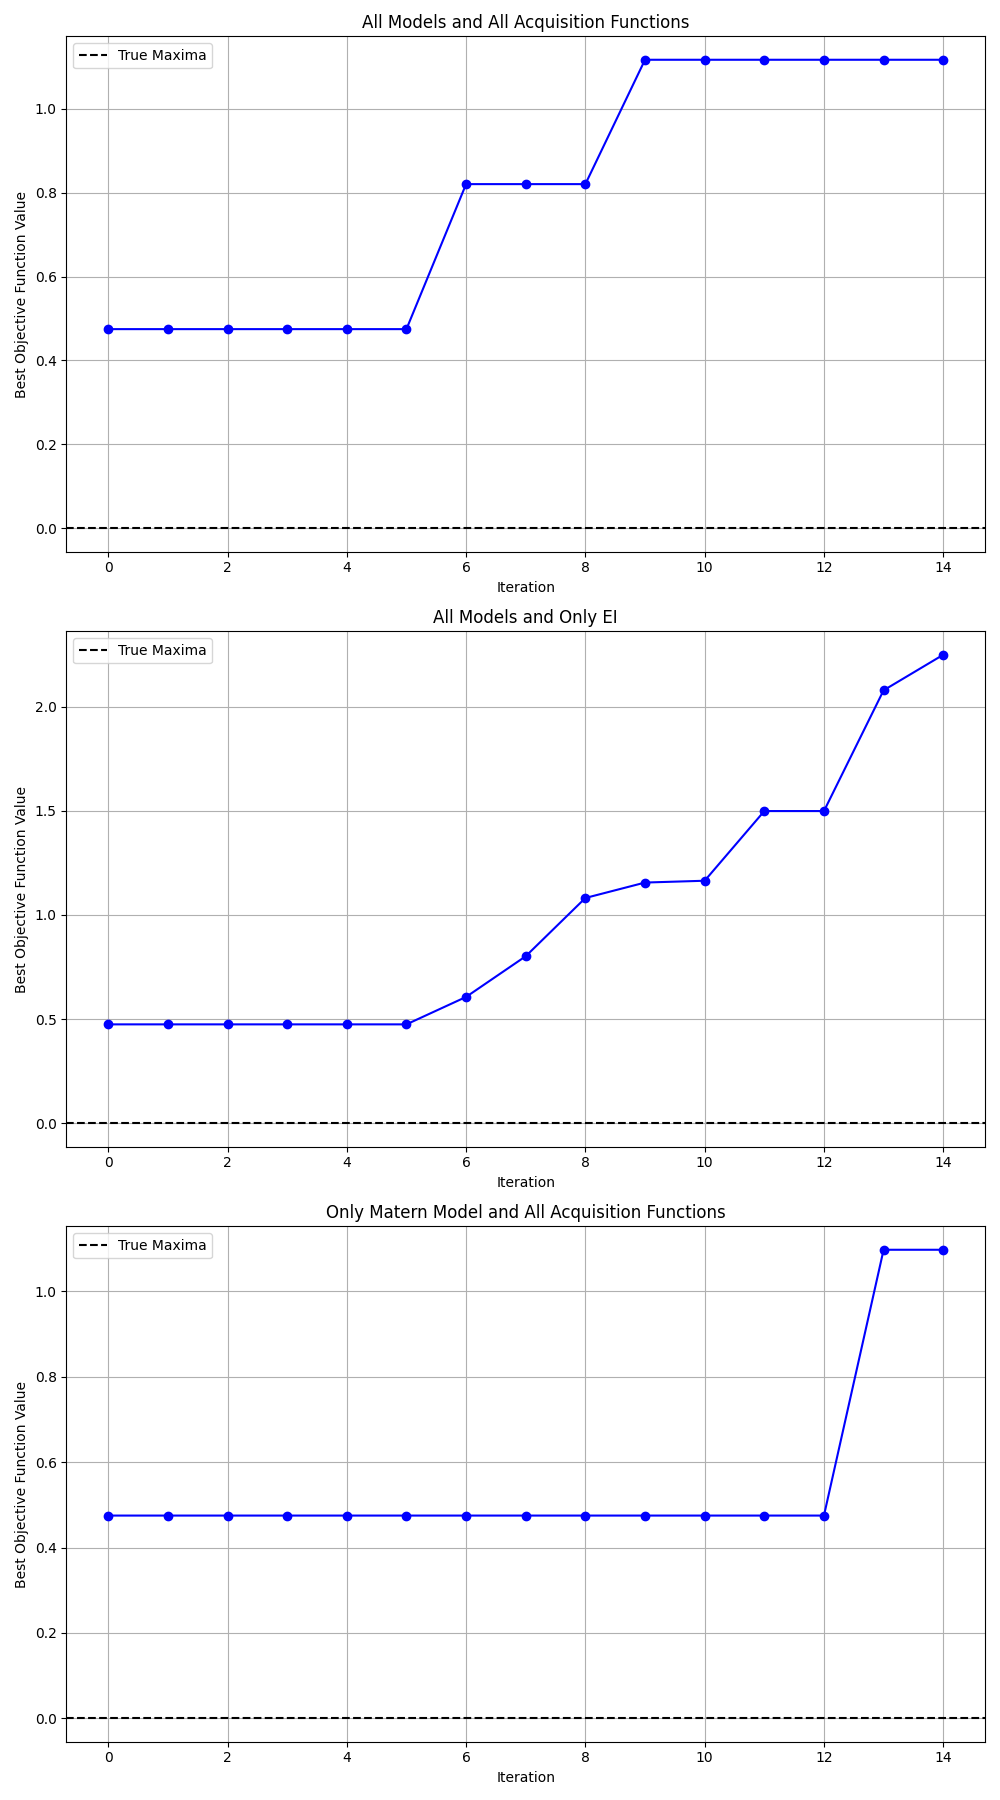 All Models and All Acquisition Functions
True Maxima
Best Objective Function Value
1.0
0.8
0.6
0.4
0.2
0.0
0 2 4 6 8 10 12 14
Iteration
All Models and Only EI
True Maxima
Best Objective Function Value
2.0
1.5
1.0
0.5
0.0
0 2 4 6 8 10 12 14
Iteration
Only Matern Model and All Acquisition Functions
True Maxima
Best Objective Function Value
1.0
0.8
0.6
0.4
0.2
0.0
0 2 4 6 8 10 12 14
Iteration